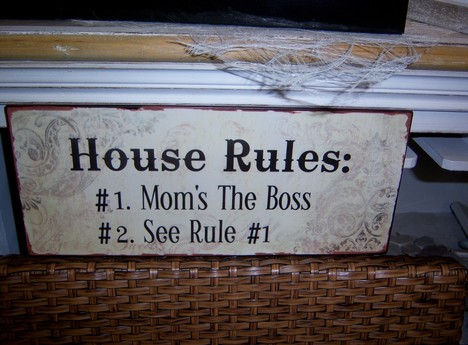 House Rules:
#1. Mom's The Boss
#2. See Rule #1